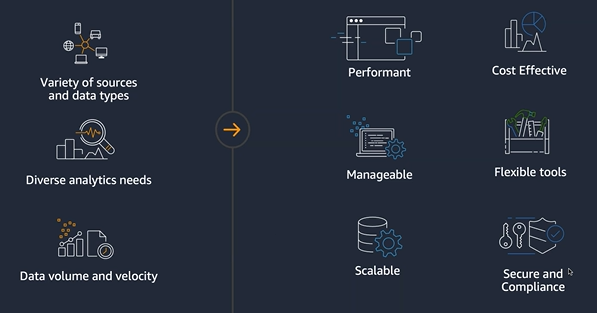 Variety of sources
and data types
Diverse analytics needs
Data volume and velocity
Performant
Cost Effective
Manageable
Flexible tools
Scalable
Secure and
Compliance